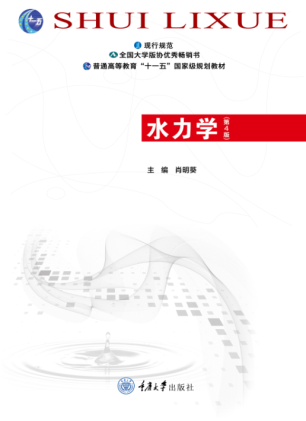 SHUI LIXUE
现行规范
全国大学版协优秀畅销书
普通高等教育“十一五”国家级规划教材
水力学(第4版)
主 编 肖明葵
重庆大学出版社